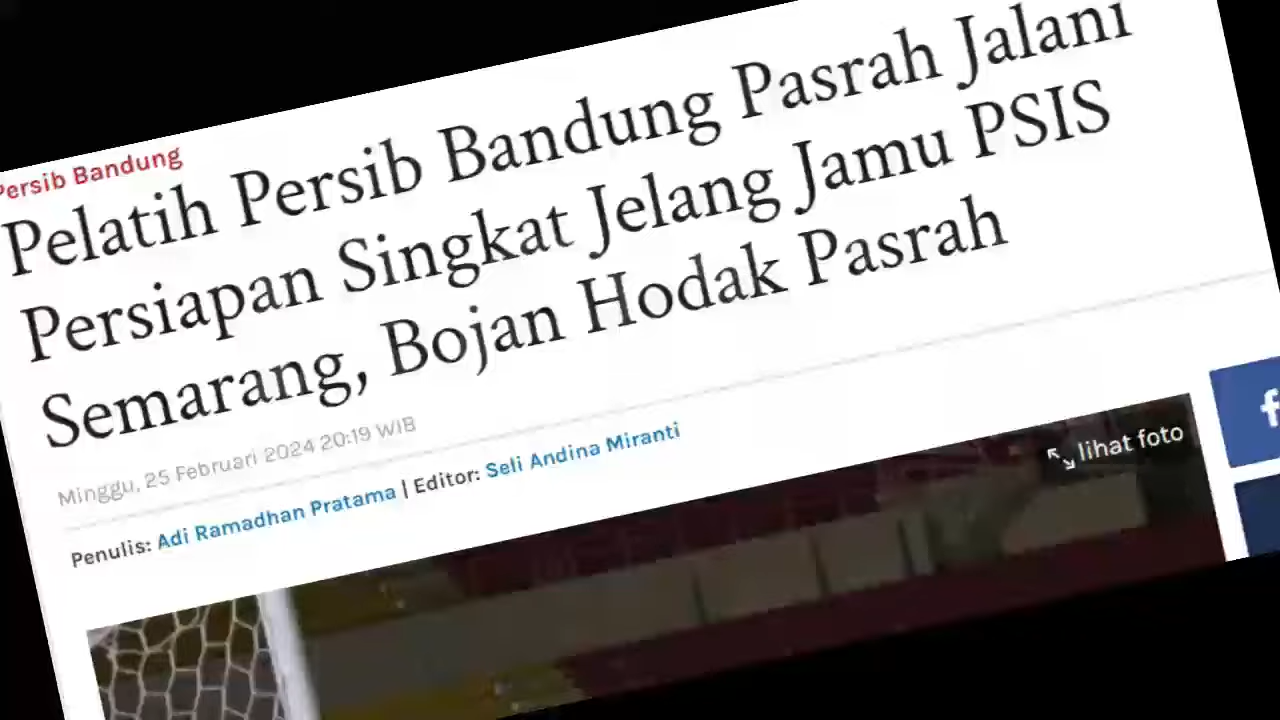 Persib Bandung
Pelatih Persib Bandung Pasrah Jalani
Persiapan Singkat Jelang Jamu PSIS
Semarang, Bojan Hodak Pasrah
Minggu, 25 Februari 2024 20:19 WIB
Penulis: Adi Ramadhan Pratama | Editor: Seli Andina Miranti
lihat foto
f